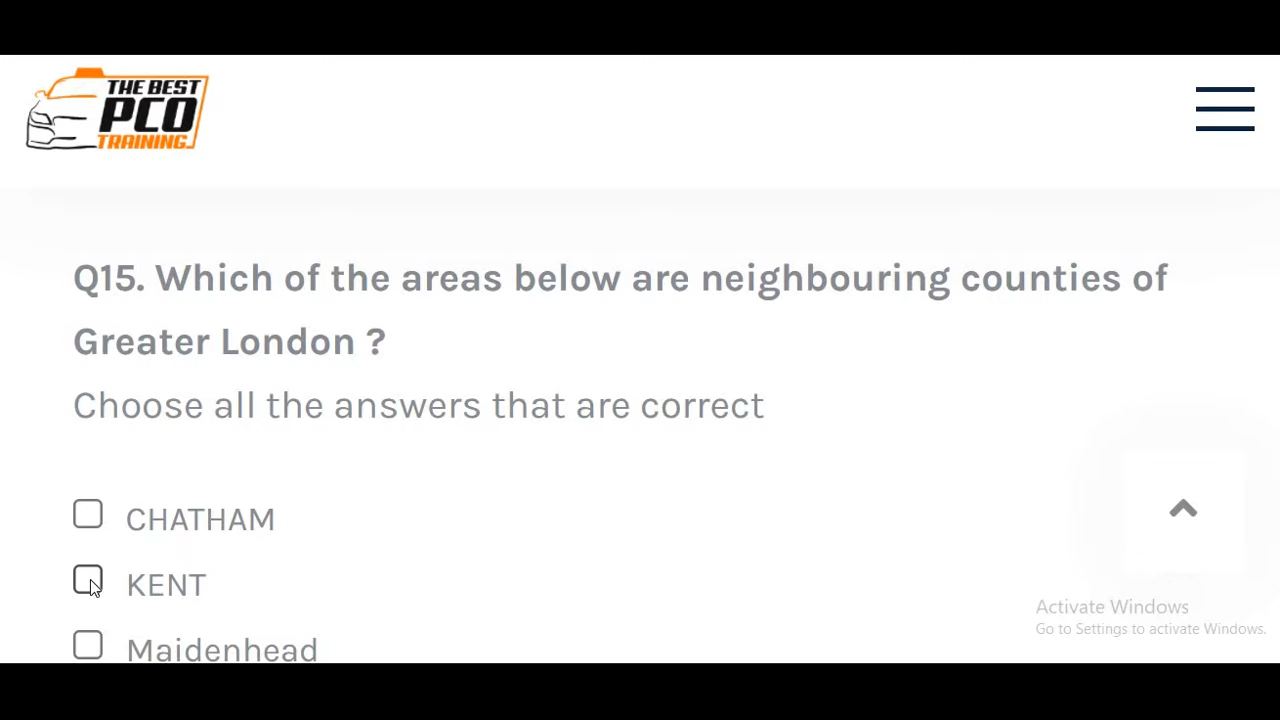 THE BEST
PCO
TRAINING
Q15. Which of the areas below are neighbouring counties of
Greater London ?
Choose all the answers that are correct
CHATHAM
KENT
Maidenhead
Activate Windows
Go to Settings to activate Windows.